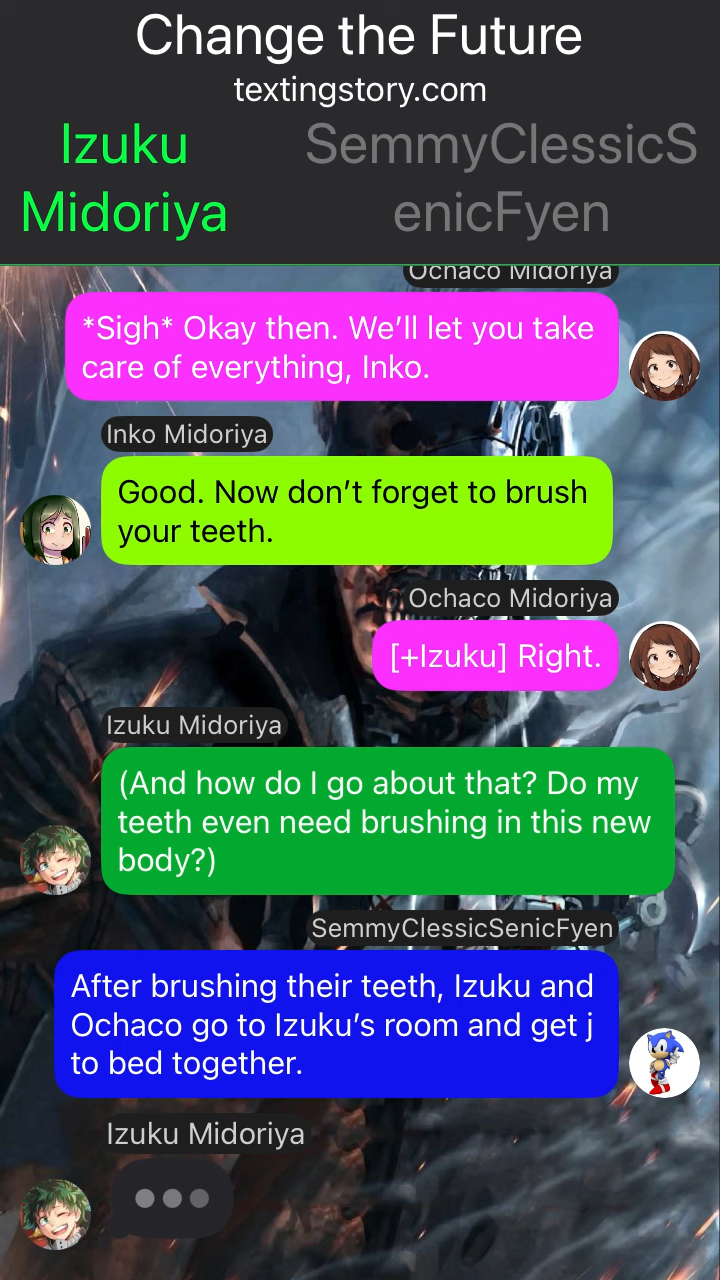 Change the Future
textingstory.com
Izuku
Midoriya
SemmyClessicS
enicFyen
Ochaco Midoriya
*Sigh* Okay then. We’ll let you take
care of everything, Inko.
Inko Midoriya
Good. Now don’t forget to brush
your teeth.
Ochaco Midoriya
[+Izuku] Right.
Izuku Midoriya
(And how do I go about that? Do my
teeth even need brushing in this new
body?)
SemmyClessicSenicFyen
After brushing their teeth, Izuku and
Ochaco go to Izuku’s room and get j
to bed together.
Izuku Midoriya